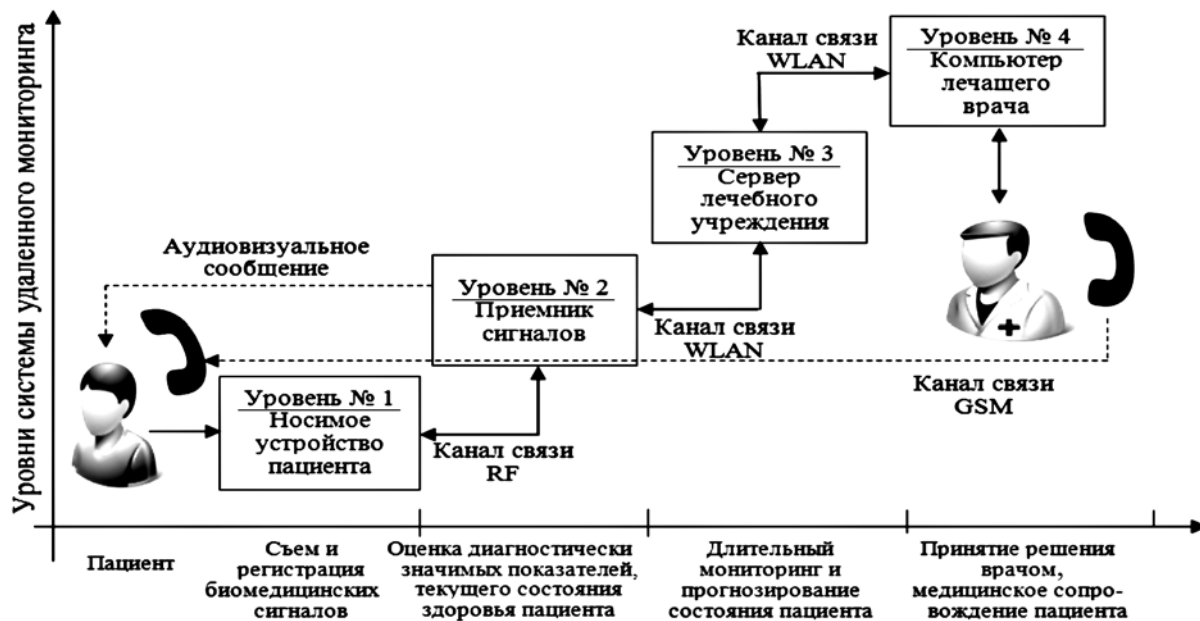 Уровни системы удаленного мониторинга
Канал связи
WLAN
Уровень № 4
Компьютер
лечащего
врача
Уровень № 3
Сервер
лечебного
учреждения
Аудиовизуальное
сообщение
Уровень № 2
Приемник
сигналов
Канал связи
WLAN
Канал связи
GSM
Уровень № 1
Носимое
устройство
пациента
Канал связи
RF
Пациент
Съем и
регистрация
биомедицинских
сигналов
Оценка диагностически
значимых показателей,
текущего состояния
здоровья пациента
Длительный
мониторинг и
прогнозирование
состояния пациента
Принятие решения
врачом,
медицинское сопро-
вождение пациента